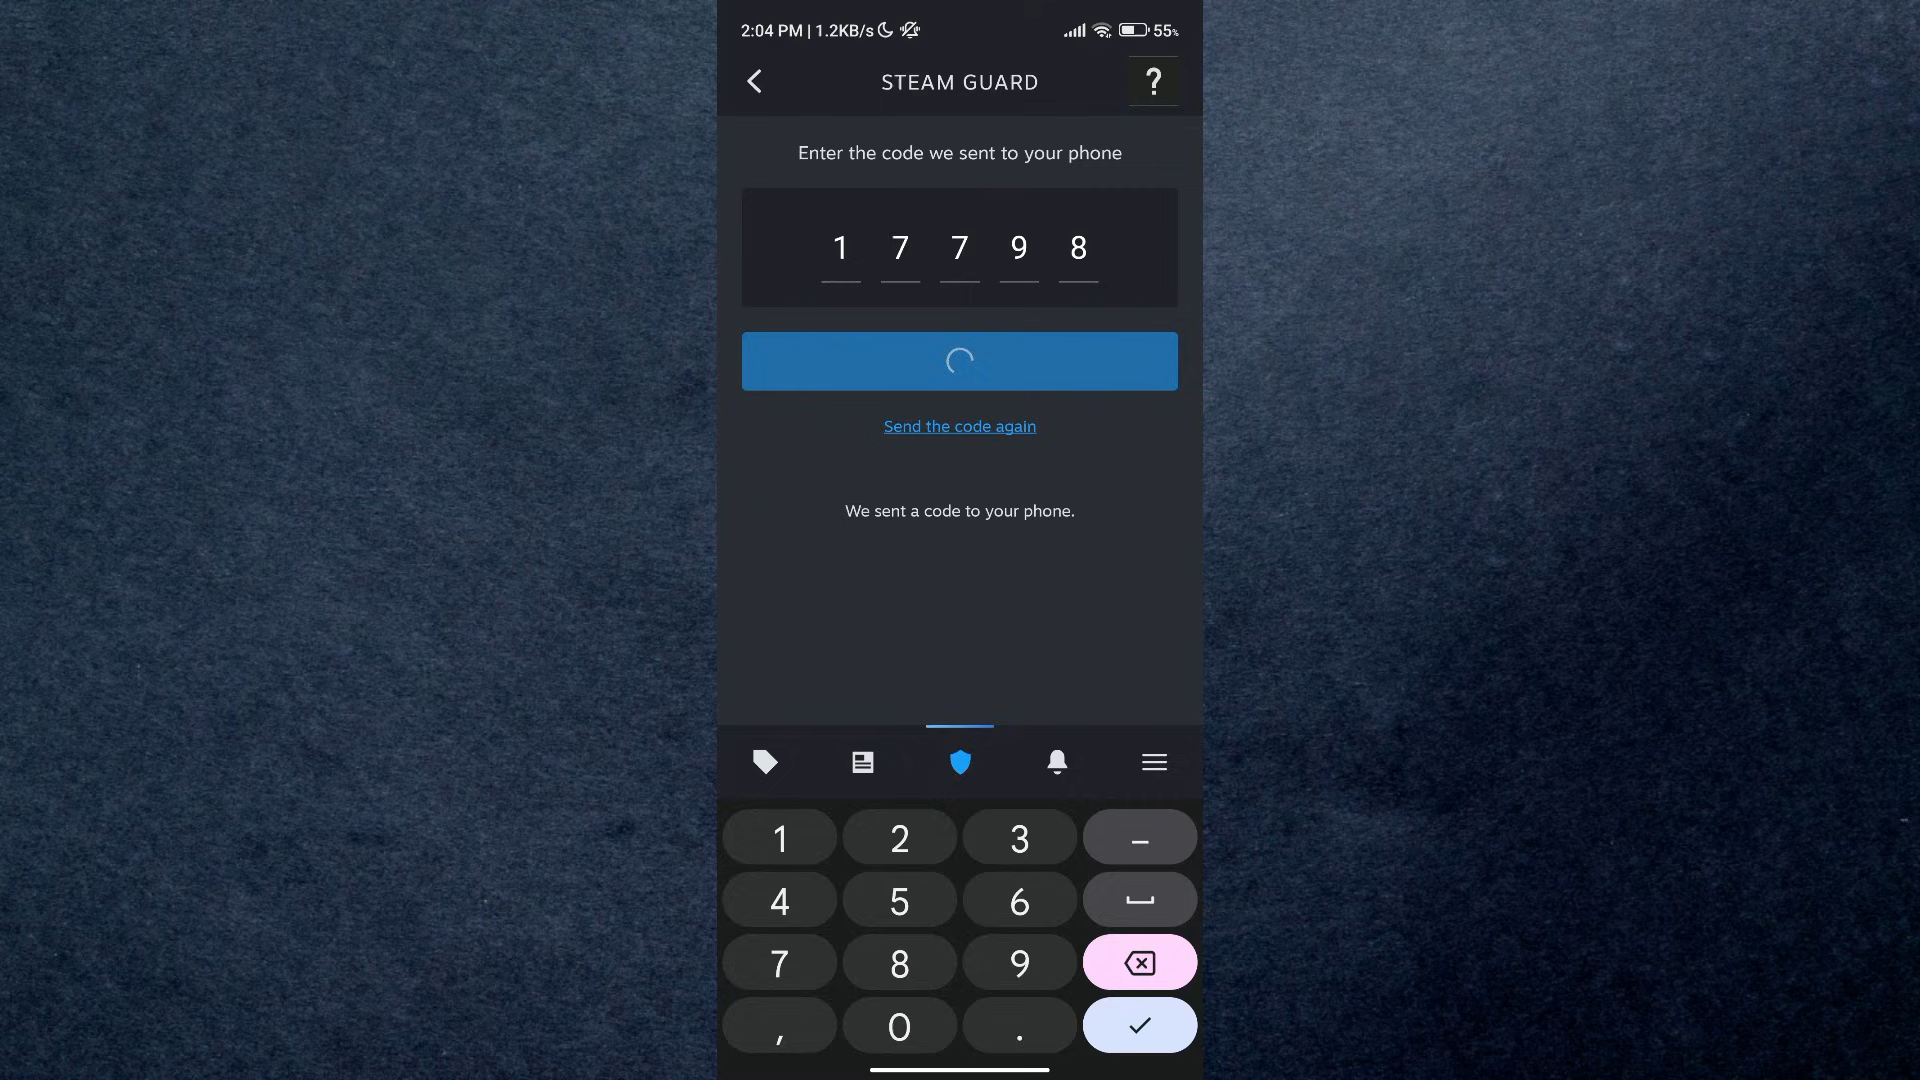 2:04 PM | 1.2KB/s 55%
STEAM GUARD ?
Enter the code we sent to your phone
1 7 7 9 8
Send the code again
We sent a code to your phone.
1 2 3 –
4 5 6
7 8 9
, 0 .